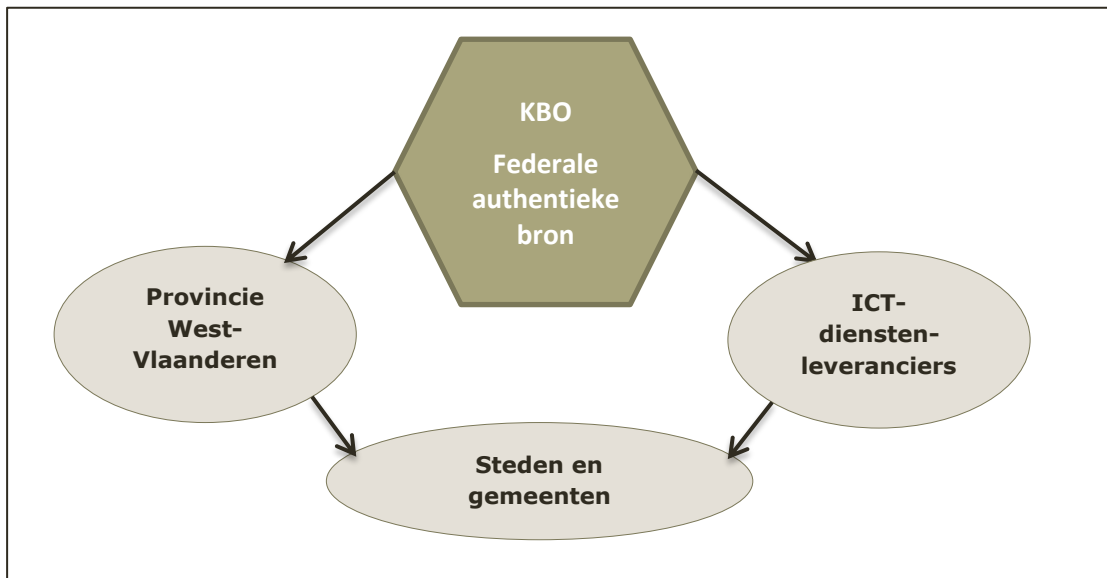 KBO
Federale
authentieke
bron
Provincie
West-
Vlaanderen
ICT-
diensten-
leveranciers
Steden en
gemeenten